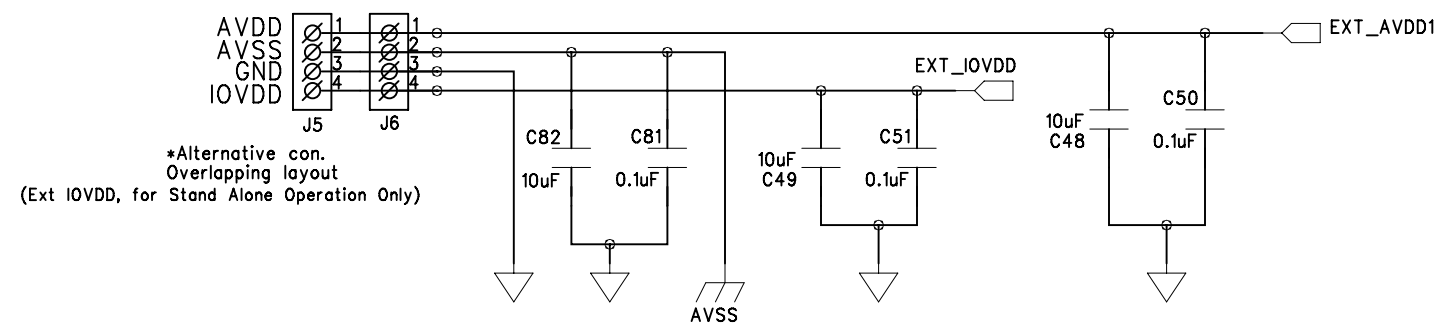 AVDD
AVSS
GND
IOVDD
1
2
3
4
1
2
3
4
J5
J6
*Alternative con.
Overlapping layout
(Ext IOVDD, for Stand Alone Operation Only)
C82
10uF
C81
0.1uF
AVSS
EXT_IOVDD
10uF
C49
C51
0.1uF
EXT_AVDD1
10uF
C48
C50
0.1uF